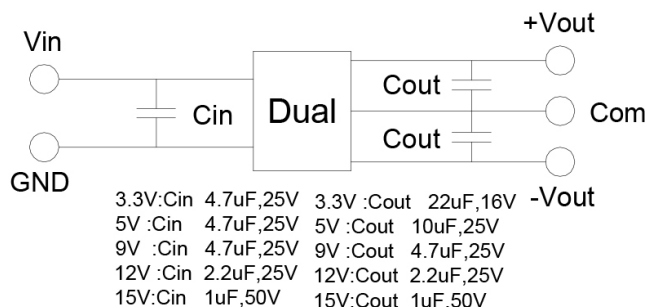 +Vout
Vin
Cout
Cin
Dual
Com
Cout
GND
-Vout
3.3V:Cin 4.7uF,25V 3.3V :Cout 22uF,16V
5V :Cin 4.7uF,25V 5V :Cout 10uF,25V
9V :Cin 4.7uF,25V 9V :Cout 4.7uF,25V
12V :Cin 2.2uF,25V 12V:Cout 2.2uF,25V
15V:Cin 1uF,50V 15V:Cout 1uF,50V